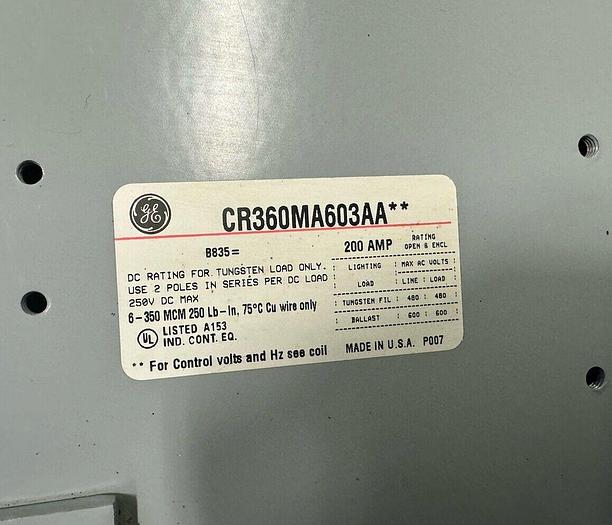 GE
CR360MA603AA**
B835=
200 AMP
RATING
OPEN & ENCL
DC RATING FOR TUNGSTEN LOAD ONLY.
USE 2 POLES IN SERIES PER DC LOAD
250V DC MAX
6-350 MCM 250 Lb-In, 75°C Cu wire only
LIGHTING MAX AC VOLTS
LOAD LINE LOAD
TUNGSTEN FIL 480 480
BALLAST 600 600
UL LISTED A153
IND. CONT. EQ.
** For Control volts and Hz see coil
MADE IN U.S.A. P007